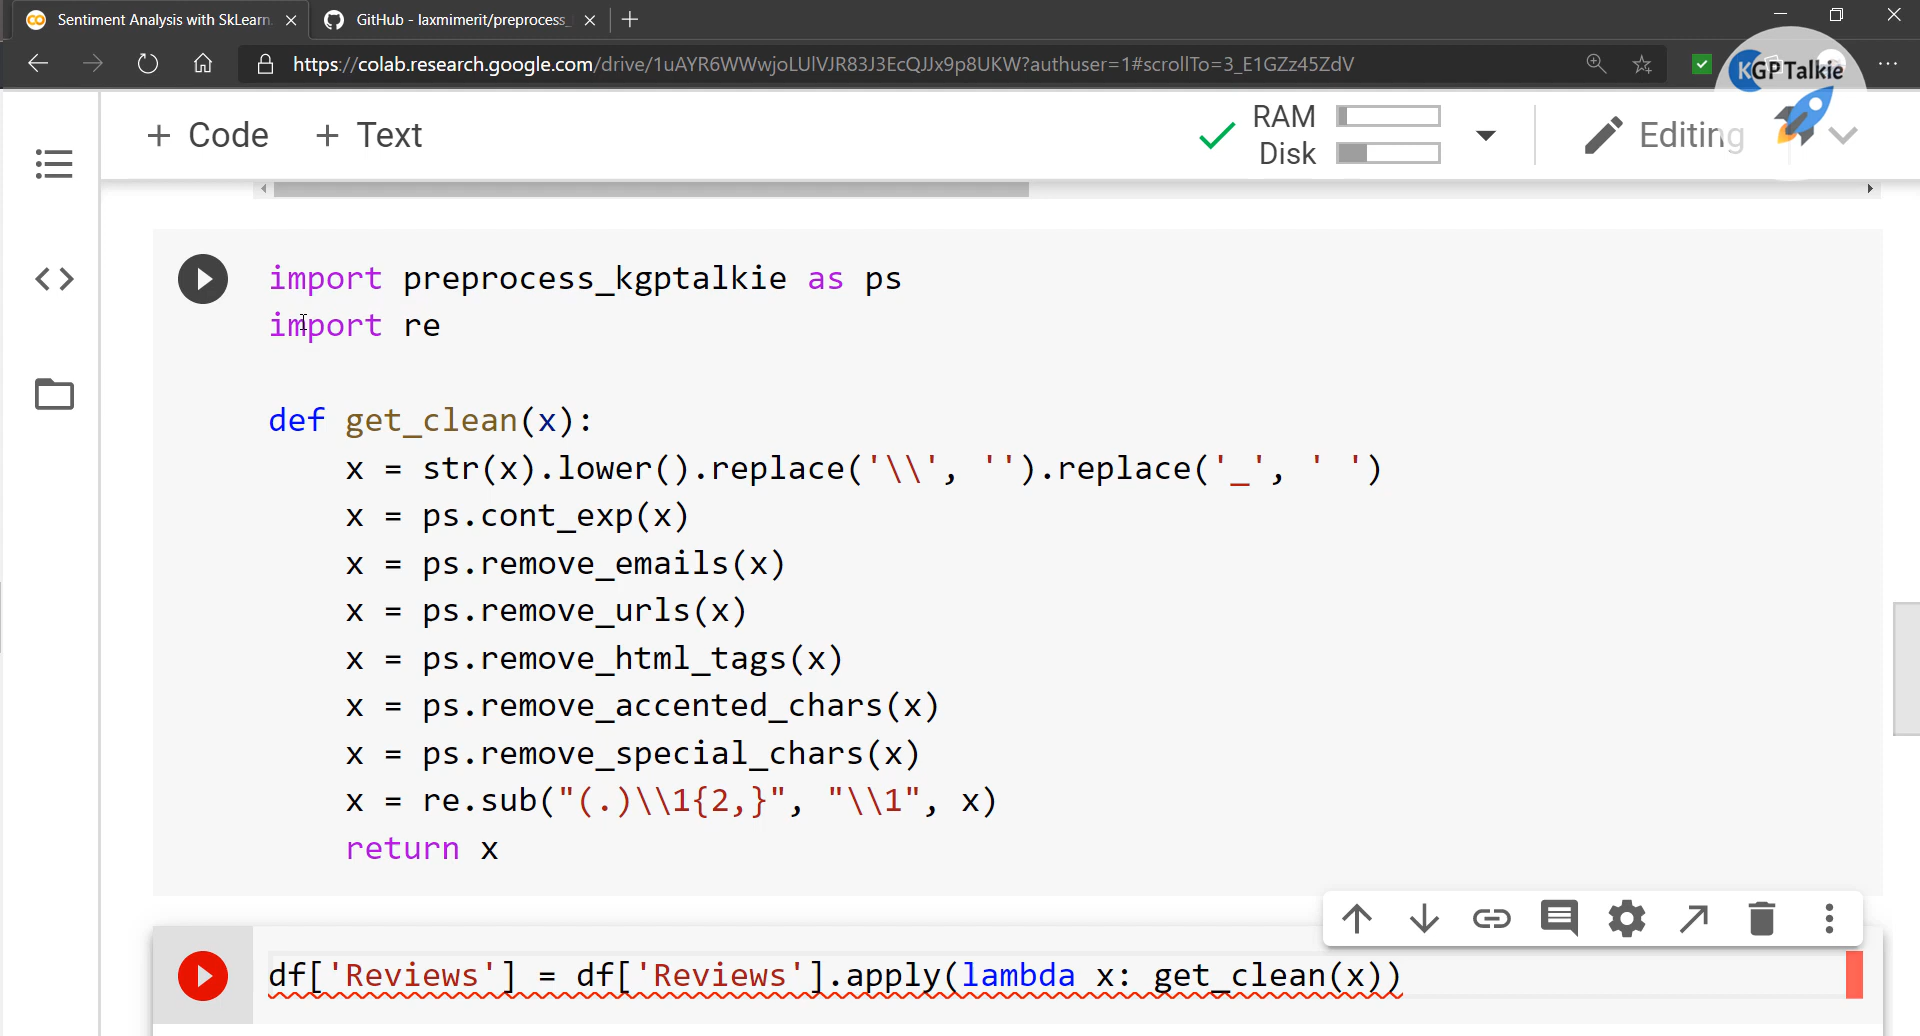 Sentiment Analysis with SkLearn
GitHub - laxmimerit/preprocess_
https://colab.research.google.com/drive/1uAYR6WWwjoLUlVJR83J3EcQJJx9p8UKW?authuser=1#scrollTo=3_E1GZz45ZdV
KGPTalkie
+ Code + Text
RAM
Disk
Editing
import preprocess_kgptalkie as ps
import re
def get_clean(x):
    x = str(x).lower().replace('\\', '').replace('_', ' ')
    x = ps.cont_exp(x)
    x = ps.remove_emails(x)
    x = ps.remove_urls(x)
    x = ps.remove_html_tags(x)
    x = ps.remove_accented_chars(x)
    x = ps.remove_special_chars(x)
    x = re.sub("(.)\\1{2,}", "\\1", x)
    return x
df['Reviews'] = df['Reviews'].apply(lambda x: get_clean(x))